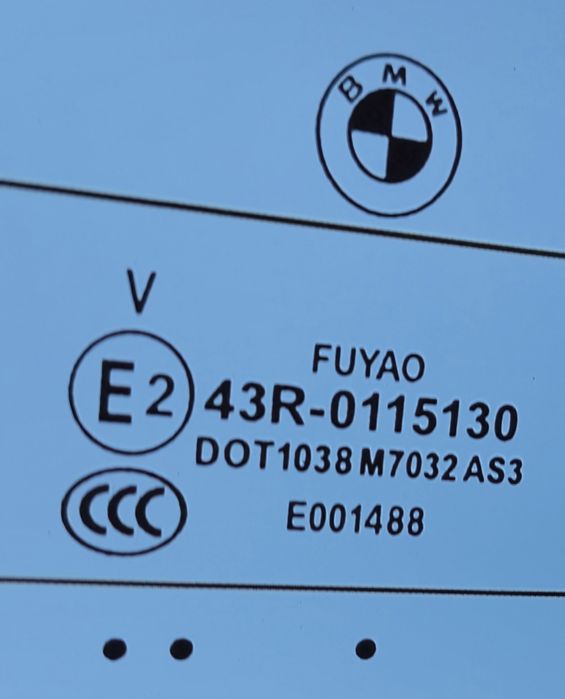 BMW
V
FUYAO
E2 43R-0115130
DOT1038 M7032 AS3
CCC E001488